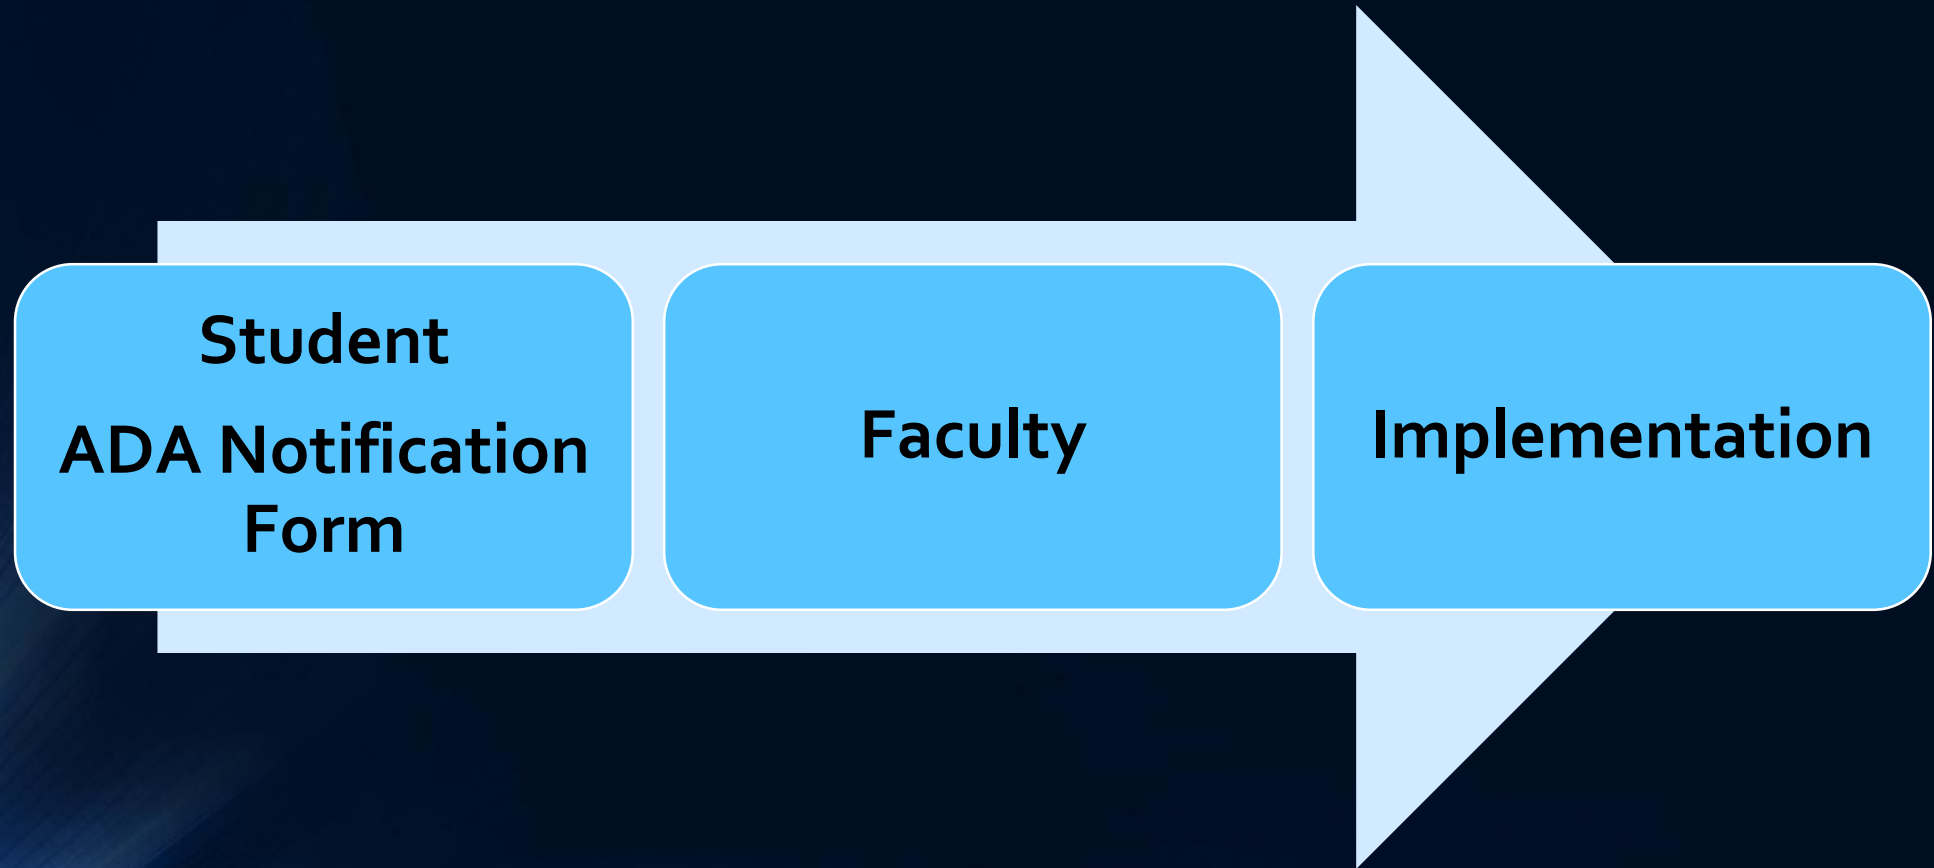 Student
ADA Notification
Form
Faculty
Implementation